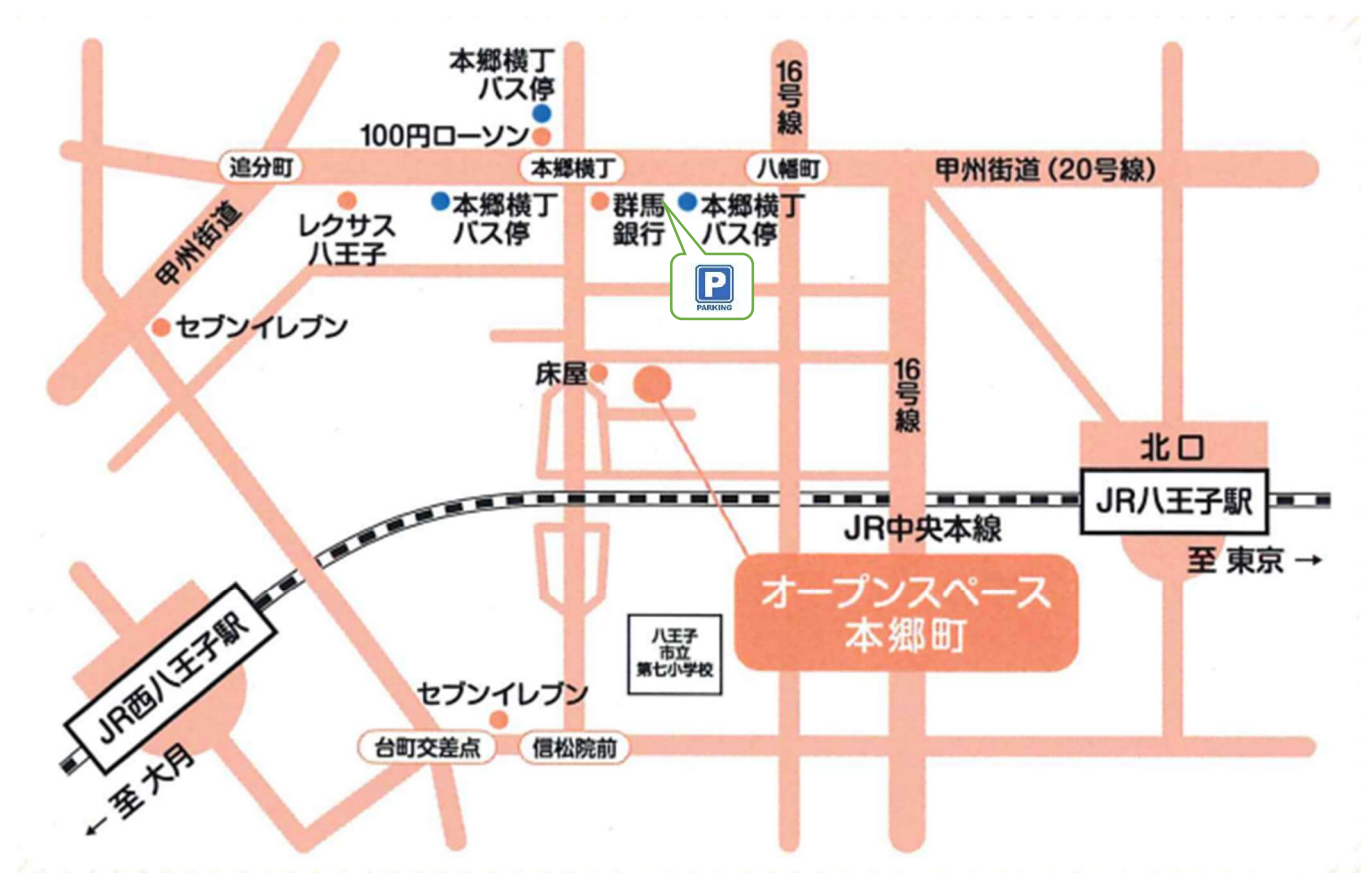 本郷横丁
バス停
16号線
100円ローソン
追分町
本郷横丁
八幡町
甲州街道(20号線)
レクサス
八王子
本郷横丁
バス停
群馬
銀行
本郷横丁
バス停
甲州街道
P
PARKING
セブンイレブン
床屋
16号線
北口
JR八王子駅
JR中央本線
至 東京 →
オープンスペース
本郷町
八王子
市立
第七小学校
JR西八王子駅
セブンイレブン
台町交差点
信松院前
← 至 大月